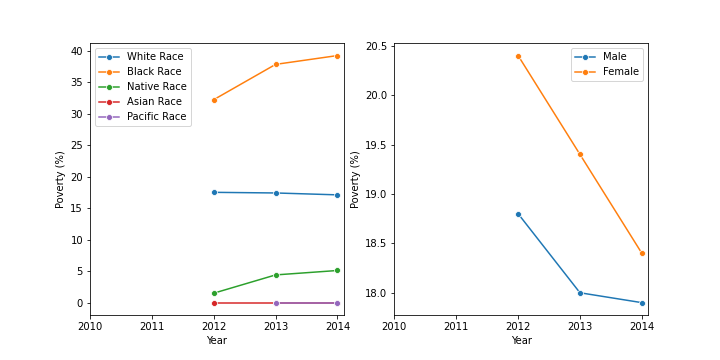 White Race
Black Race
Native Race
Asian Race
Pacific Race
40
35
30
25
20
15
10
5
0
Poverty (%)
2010 2011 2012 2013 2014
Year
Male
Female
20.5
20.0
19.5
19.0
18.5
18.0
Poverty (%)
2010 2011 2012 2013 2014
Year